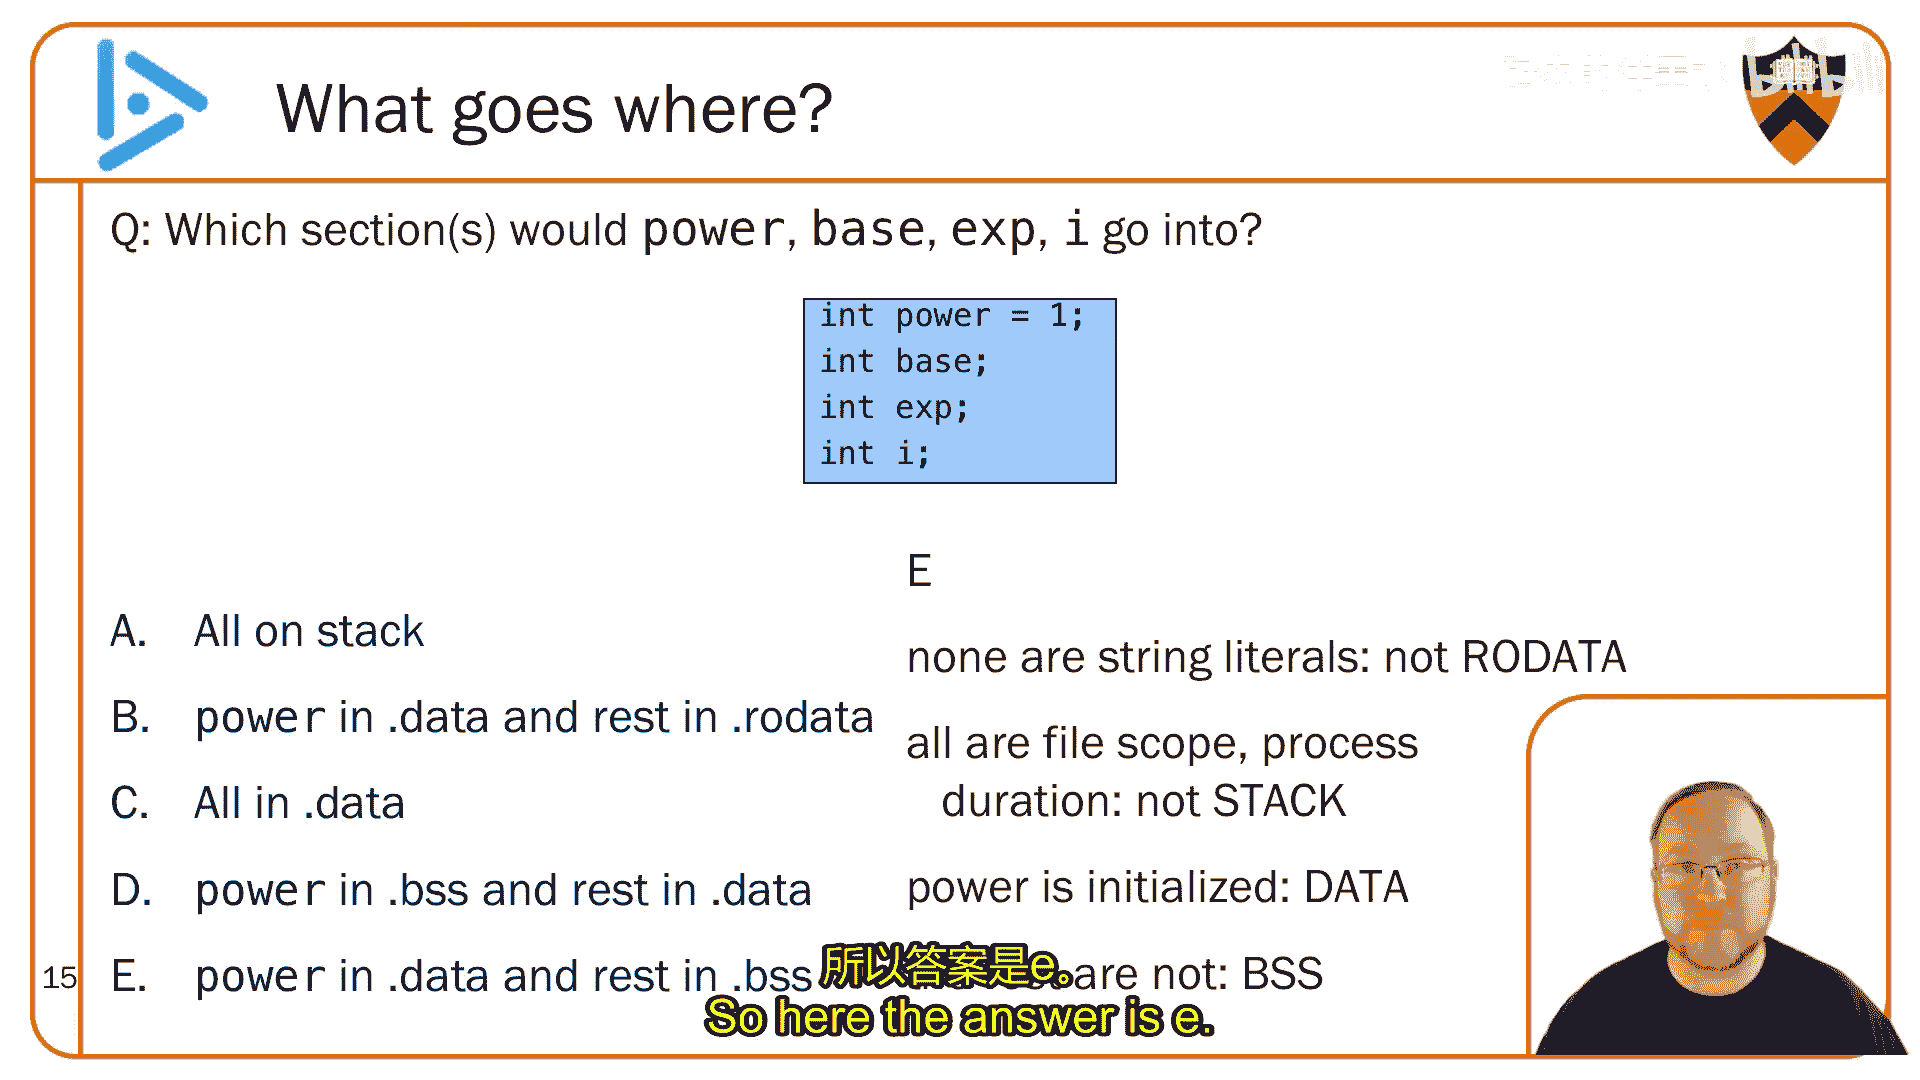 What goes where?
Q: Which section(s) would power, base, exp, i go into?
int power = 1;
int base;
int exp;
int i;
A. All on stack
B. power in .data and rest in .rodata
C. All in .data
D. power in .bss and rest in .data
E. power in .data and rest in .bss
E
none are string literals: not RODATA
all are file scope, process
duration: not STACK
power is initialized: DATA
are not: BSS
15
所以答案是e。
So here the answer is e.